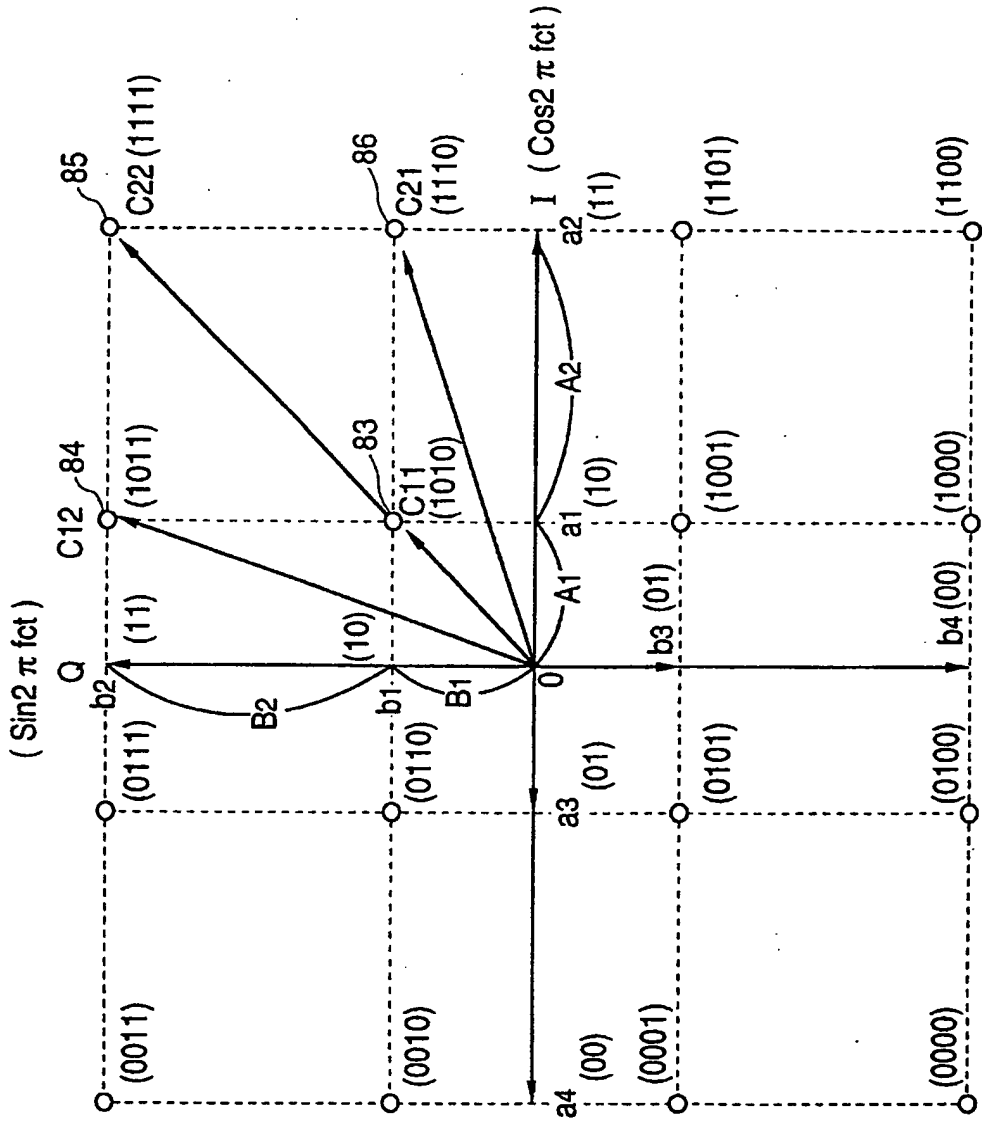 ( Sin2 π fct )
Q
C12
84
85
C22 (1111)
b2
(11)
(1011)
(0111)
(0011)
B2
83
86
C21
(1110)
b1
(10)
C11
(1010)
(0110)
(0010)
B1
0
A1
A2
I ( Cos2 π fct )
a4
(00)
a3
(01)
a1
(10)
a2
(11)
b3 (01)
(0001)
(0101)
(1001)
(1101)
b4 (00)
(0000)
(0100)
(1000)
(1100)